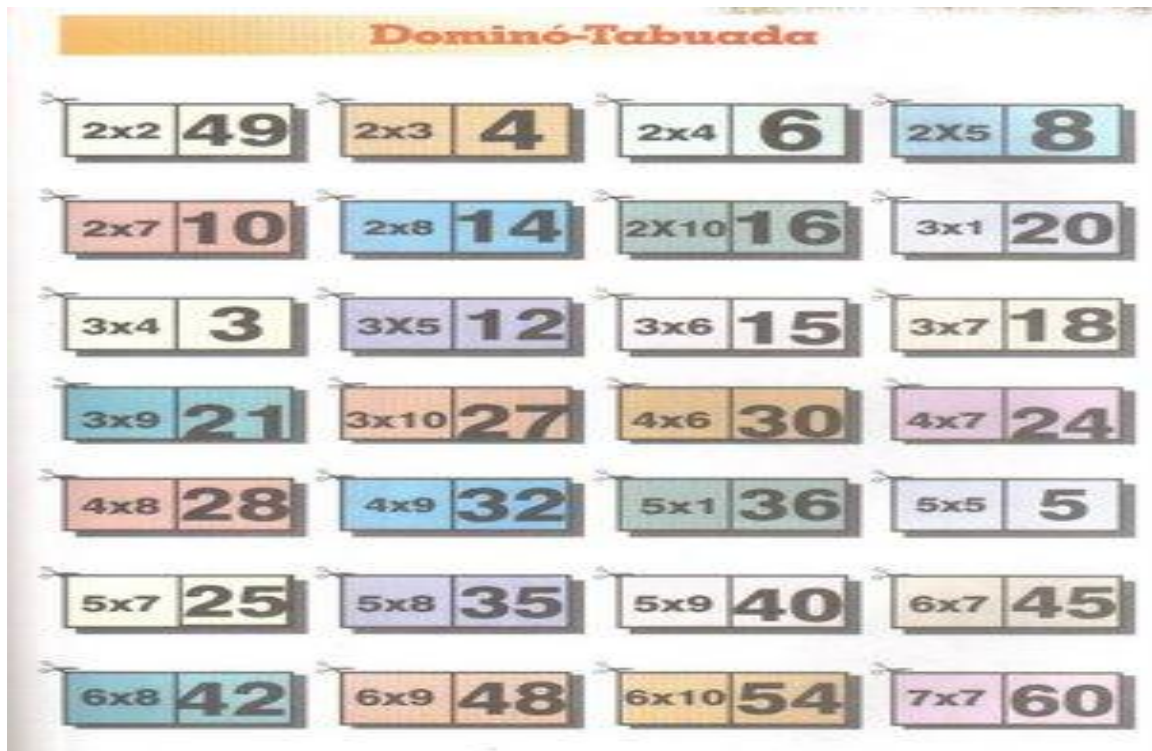 Dominó-Tabuada
2x2 49 2x3 4 2x4 6 2X5 8
2x7 10 2x8 14 2X10 16 3x1 20
3x4 3 3X5 12 3x6 15 3x7 18
3x9 21 3x10 27 4x6 30 4x7 24
4x8 28 4x9 32 5x1 36 5x5 5
5x7 25 5x8 35 5x9 40 6x7 45
6x8 42 6x9 48 6x10 54 7x7 60